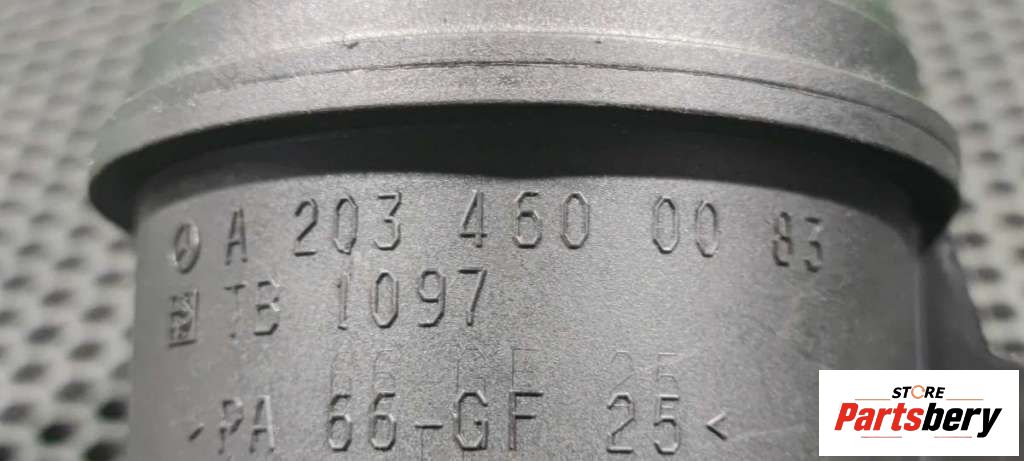 A 203 460 00 83
TB 1097
>PA 66-GF 25<
STORE
Partsbery